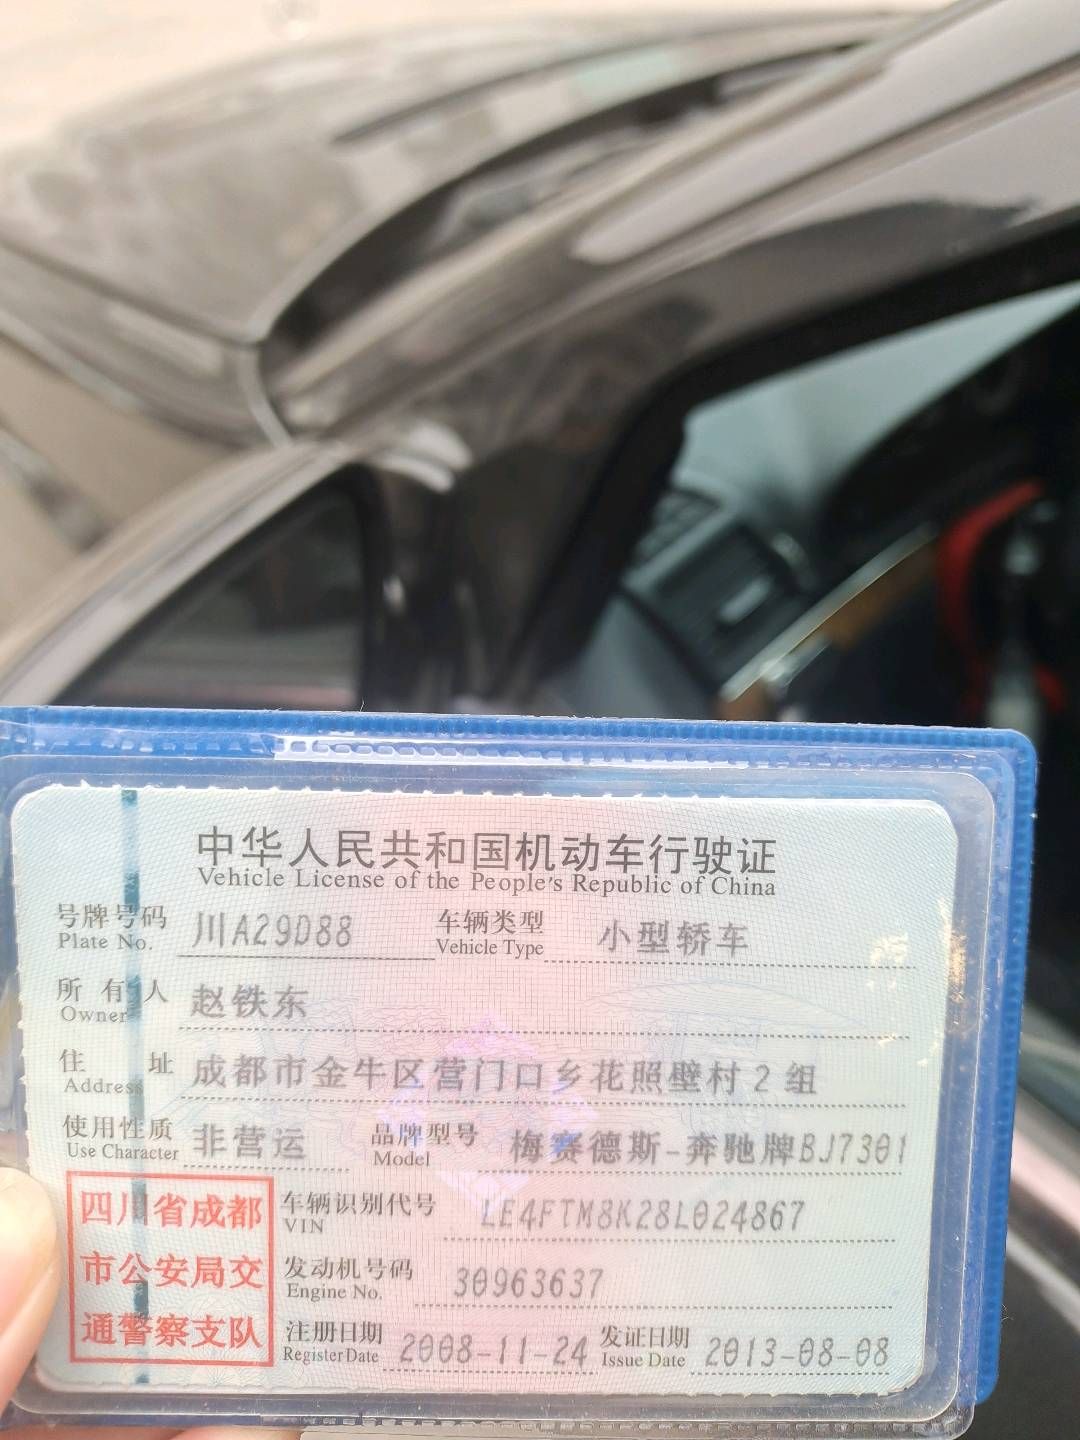 中华人民共和国机动车行驶证
Vehicle License of the People's Republic of China
号牌号码 川A29D88 车辆类型 小型轿车
Plate No. Vehicle Type
所有人 赵铁东
Owner
住址 成都市金牛区营门口乡花照壁村2组
Address
使用性质 非营运 品牌型号 梅赛德斯-奔驰牌BJ7301
Use Character Model
四川省成都
市公安局交
通警察支队
车辆识别代号 LE4FTM8K28L024867
VIN
发动机号码 30963637
Engine No.
注册日期 2008-11-24 发证日期 2013-08-08
Register Date Issue Date